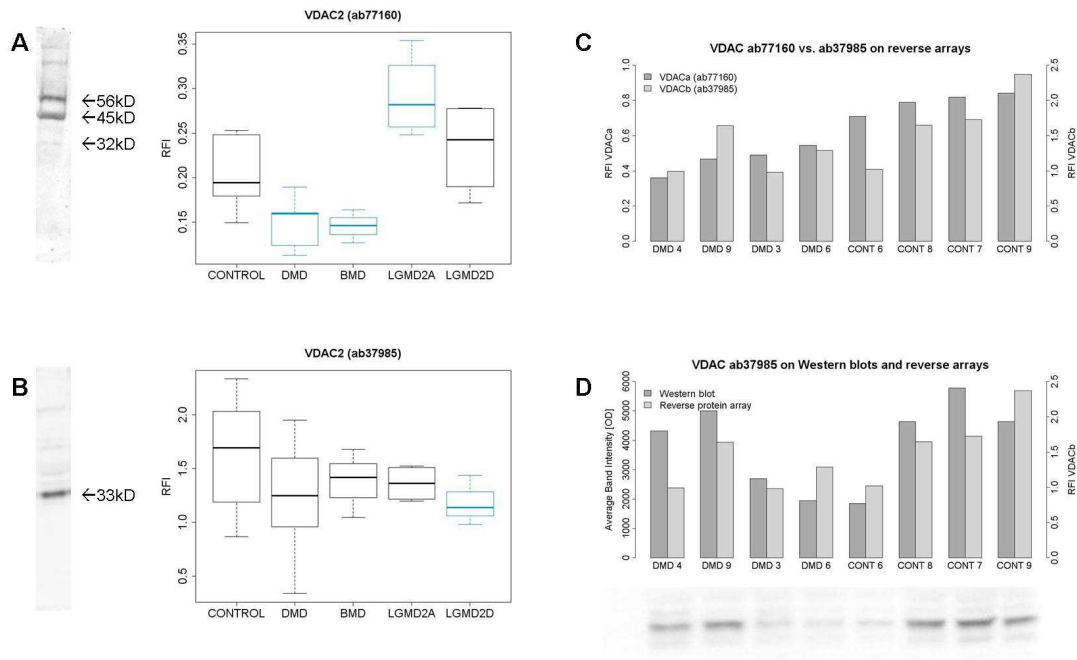 A
VDAC2 (ab77160)
←56kD
←45kD
←32kD
RFI
0.35
0.30
0.25
0.20
0.15
CONTROL DMD BMD LGMD2A LGMD2D
B
VDAC2 (ab37985)
←33kD
RFI
2.0
1.5
1.0
0.5
CONTROL DMD BMD LGMD2A LGMD2D
C
VDAC ab77160 vs. ab37985 on reverse arrays
VDACa (ab77160)
VDACb (ab37985)
RFI VDACa
1.0
0.8
0.6
0.4
0.2
0.0
RFI VDACb
2.5
2.0
1.5
1.0
0.5
0.0
DMD 4 DMD 9 DMD 3 DMD 6 CONT 6 CONT 8 CONT 7 CONT 9
D
VDAC ab37985 on Western blots and reverse arrays
Western blot
Reverse protein array
Average Band Intensity [OD]
6000
5000
4000
3000
2000
1000
0
RFI VDACb
2.5
2.0
1.5
1.0
0.5
0.0
DMD 4 DMD 9 DMD 3 DMD 6 CONT 6 CONT 8 CONT 7 CONT 9